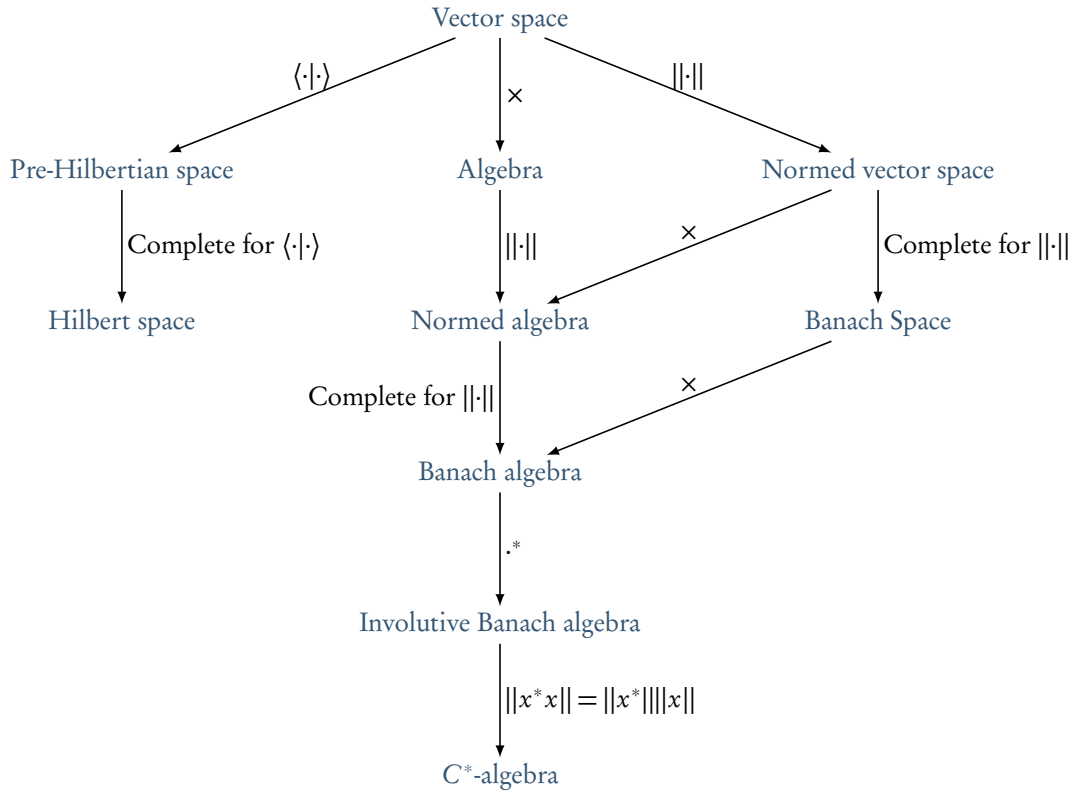 Vector space
⟨·|·⟩
×
||·||
Pre-Hilbertian space
Algebra
Normed vector space
Complete for ⟨·|·⟩
||·||
×
Complete for ||·||
Hilbert space
Normed algebra
Banach Space
Complete for ||·||
×
Banach algebra
·*
Involutive Banach algebra
||x*x|| = ||x*||||x||
C*-algebra